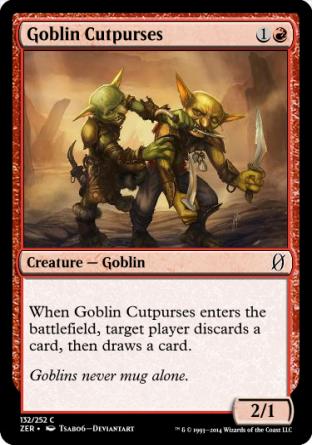 Goblin Cutpurses 1
Creature — Goblin
When Goblin Cutpurses enters the
battlefield, target player discards a
card, then draws a card.
Goblins never mug alone.
2/1
132/252 C
ZER • Tsabo6-Deviantart
™ & © 1993–2014 Wizards of the Coast LLC